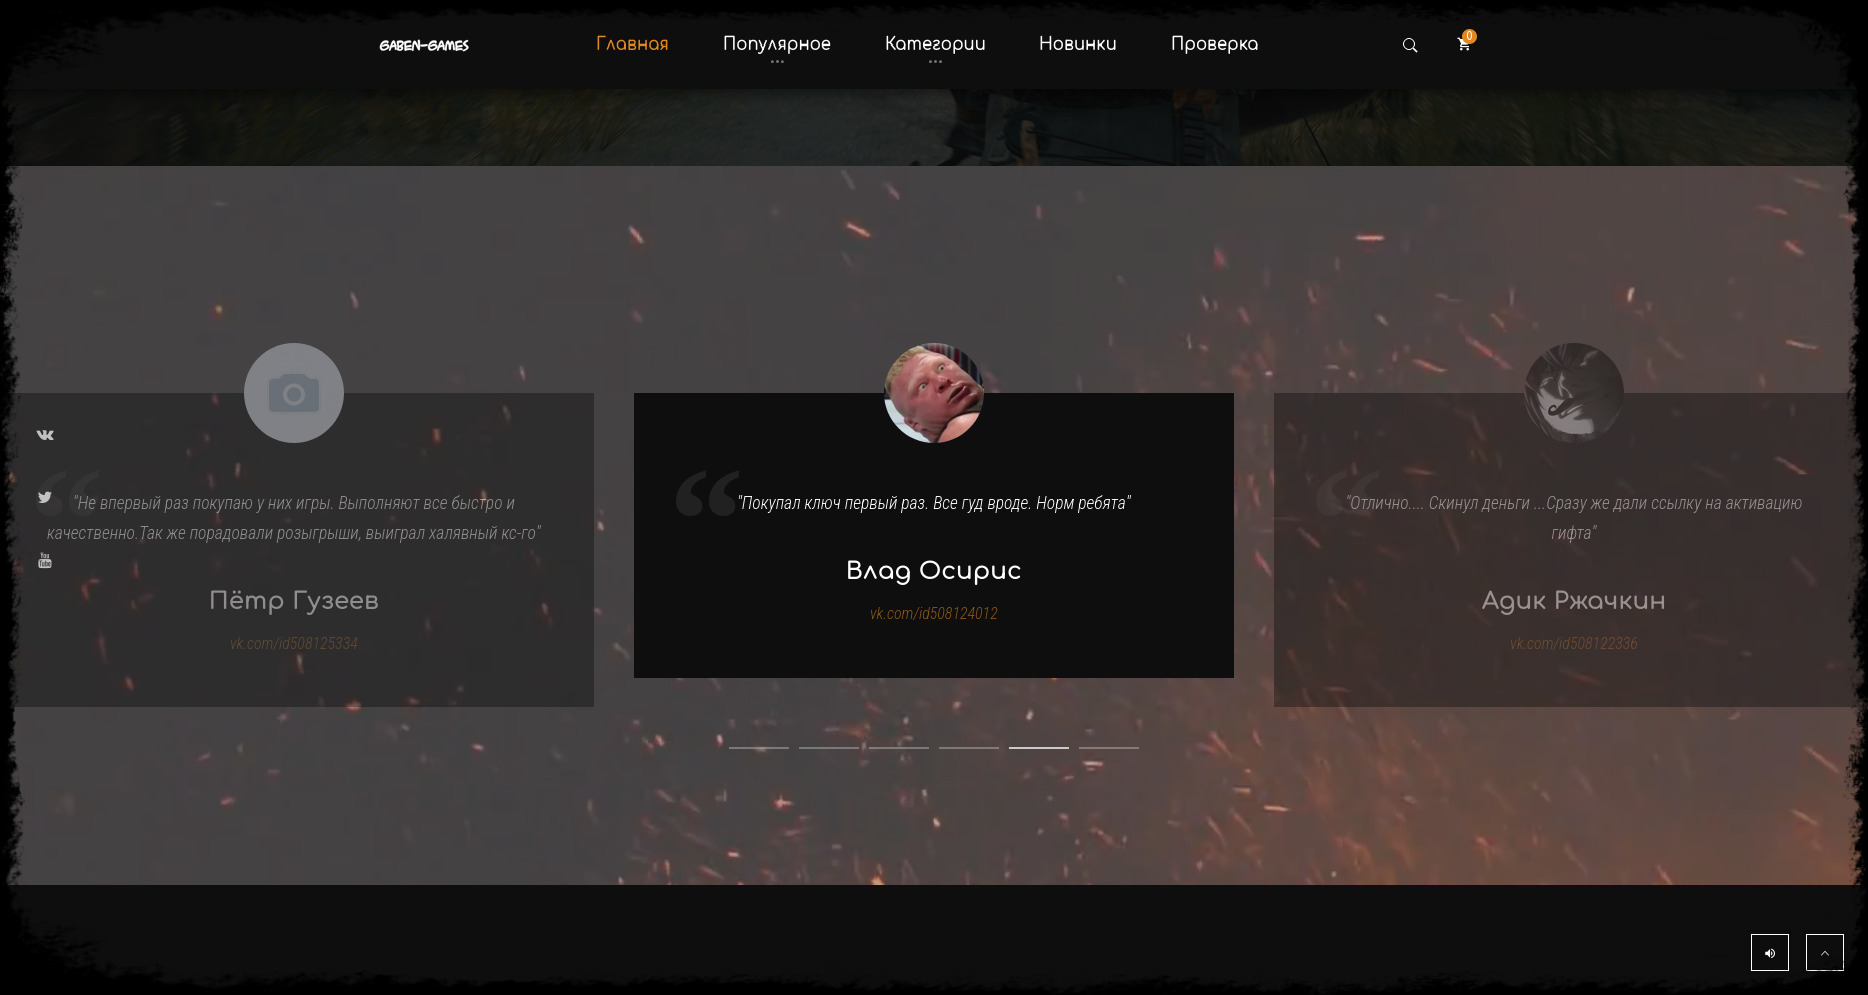 GABEN-GAMES
Главная
Популярное
Категории
Новинки
Проверка
0
"Не впервый раз покупаю у них игры. Выполняют все быстро и
качественно.Так же порадовали розыгрыши, выиграл халявный кс-го"
Пётр Гузеев
vk.com/id508125334
"Покупал ключ первый раз. Все гуд вроде. Норм ребята"
Влад Осирис
vk.com/id508124012
"Отлично.... Скинул деньги ...Сразу же дали ссылку на активацию
гифта"
Адик Ржачкин
vk.com/id508122336
You
Tube